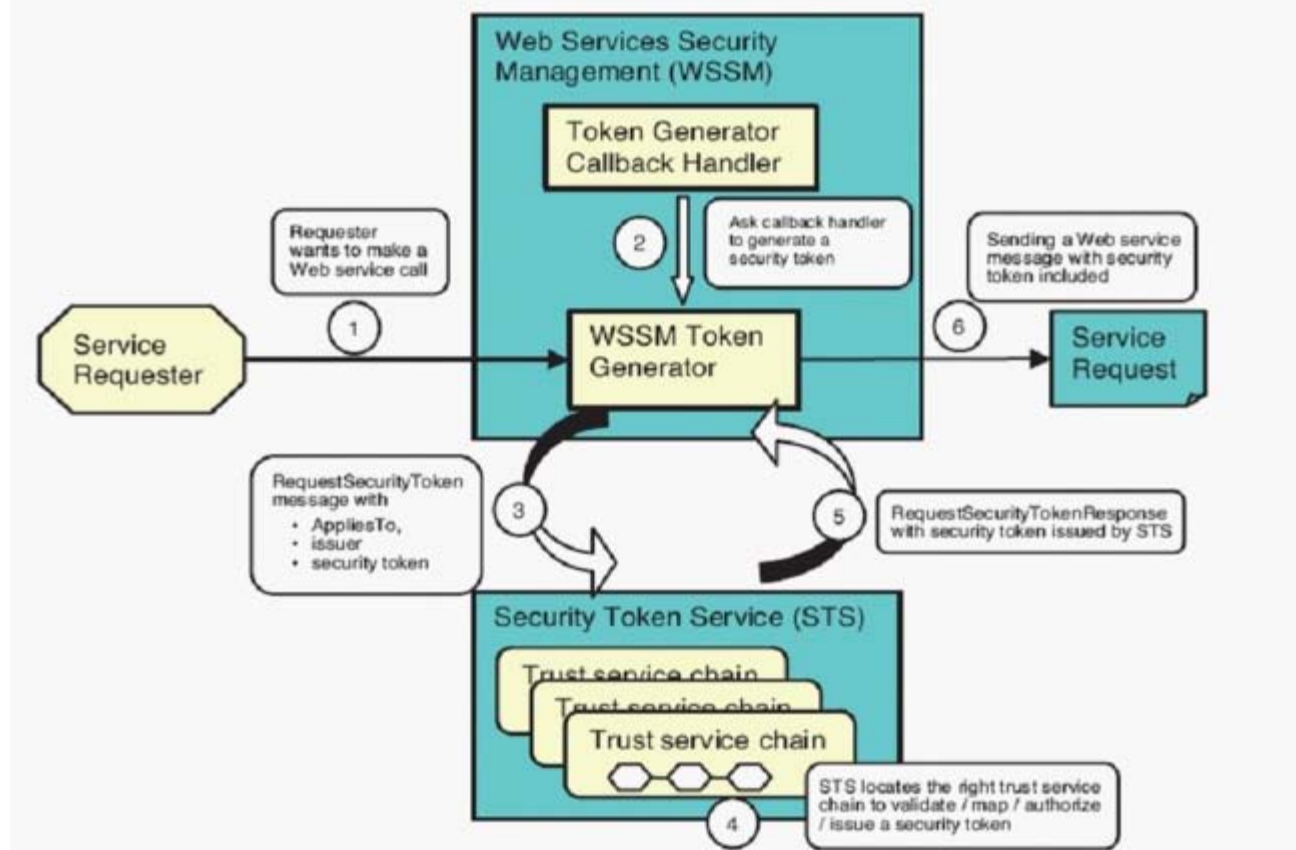 Web Services Security
Management (WSSM)
Token Generator
Callback Handler
Requester
wants to make a
Web service call
1
2
Ask callback handler
to generate a
security token
Sending a Web service
message with security
token included
6
Service
Requester
WSSM Token
Generator
Service
Request
RequestSecurityToken
message with
• AppliesTo,
• issuer
• security token
3
5
RequestSecurityTokenResponse
with security token issued by STS
Security Token Service (STS)
Trust service chain
Trust service chain
Trust service chain
4
STS locates the right trust service
chain to validate / map / authorize
/ issue a security token